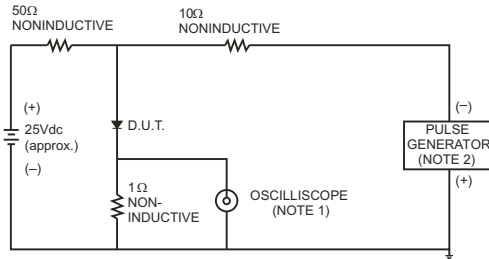 50Ω
NONINDUCTIVE
10Ω
NONINDUCTIVE
(+)
25Vdc
(approx.)
(–)
D.U.T.
1Ω
NON-
INDUCTIVE
OSCILLISCOPE
(NOTE 1)
(–)
PULSE
GENERATOR
(NOTE 2)
(+)